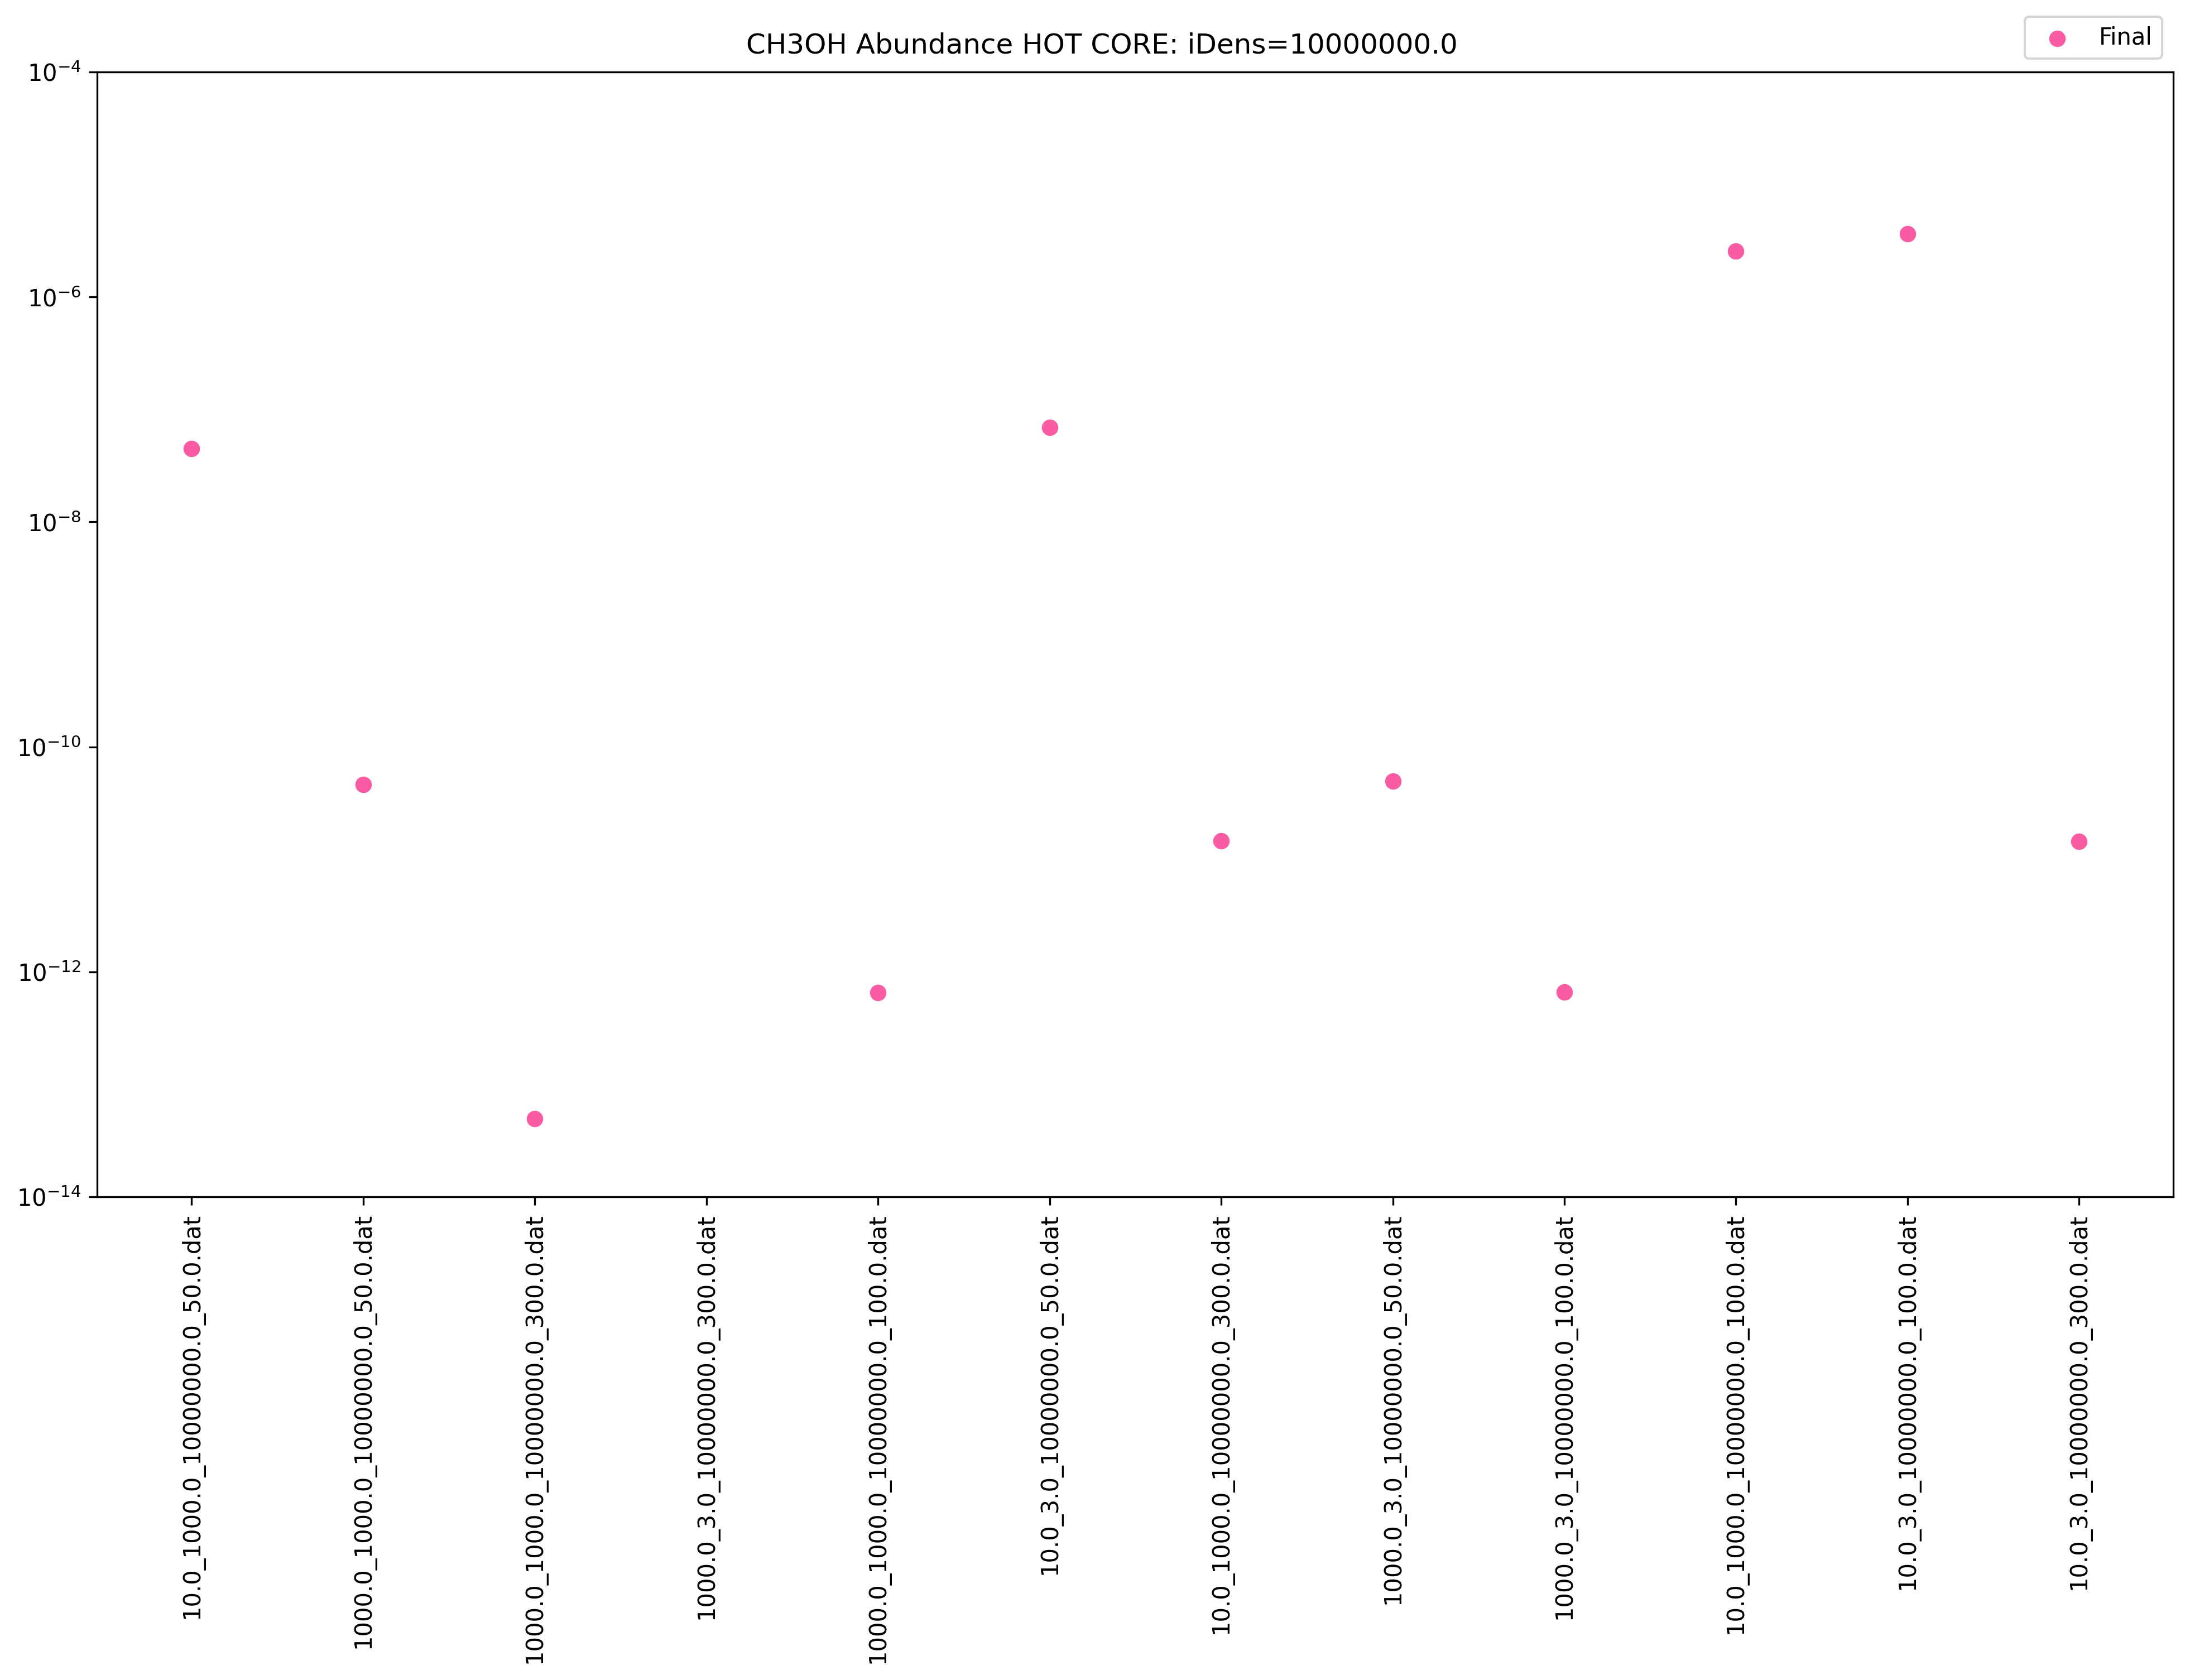 CH3OH Abundance HOT CORE: iDens=10000000.0
Final
10⁻⁴
10⁻⁶
10⁻⁸
10⁻¹⁰
10⁻¹²
10⁻¹⁴
10.0_1000.0_10000000.0_50.0.dat
1000.0_1000.0_10000000.0_50.0.dat
1000.0_1000.0_10000000.0_300.0.dat
1000.0_3.0_10000000.0_300.0.dat
1000.0_1000.0_10000000.0_100.0.dat
10.0_3.0_10000000.0_50.0.dat
10.0_1000.0_10000000.0_300.0.dat
1000.0_3.0_10000000.0_50.0.dat
1000.0_3.0_10000000.0_100.0.dat
10.0_1000.0_10000000.0_100.0.dat
10.0_3.0_10000000.0_100.0.dat
10.0_3.0_10000000.0_300.0.dat